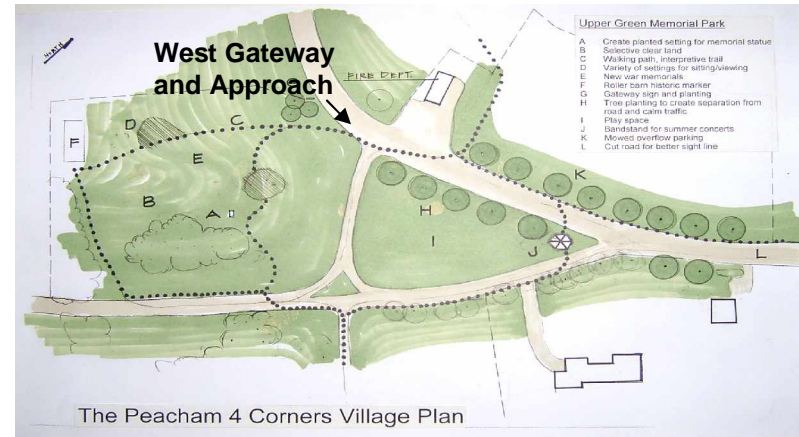 Upper Green Memorial Park
A Create planted setting for memorial statue
B Selective clear land
C Walking path, interpretive trail
D Variety of settings for sitting/viewing
E New war memorials
F Roller barn historic marker
G Gateway sign and planting
H Tree planting to create separation from
road and calm traffic
I Play space
J Bandstand for summer concerts
K Mowed overflow parking
L Cut road for better sight line
NORTH
West Gateway
and Approach
FIRE DEPT.
D
C
F
E
B
A
K
H
I
J
L
The Peacham 4 Corners Village Plan